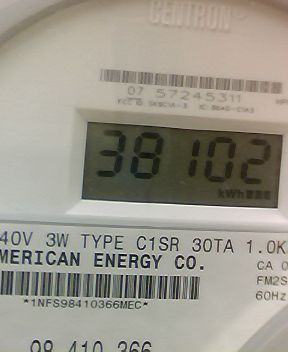 CENTRON
07 57245311
38102
kWh
40V 3W TYPE C1SR 30TA 1.0K
MERICAN ENERGY CO.
CA 0
FM2S
*1NFS98410366MEC*
60Hz
98 410 366